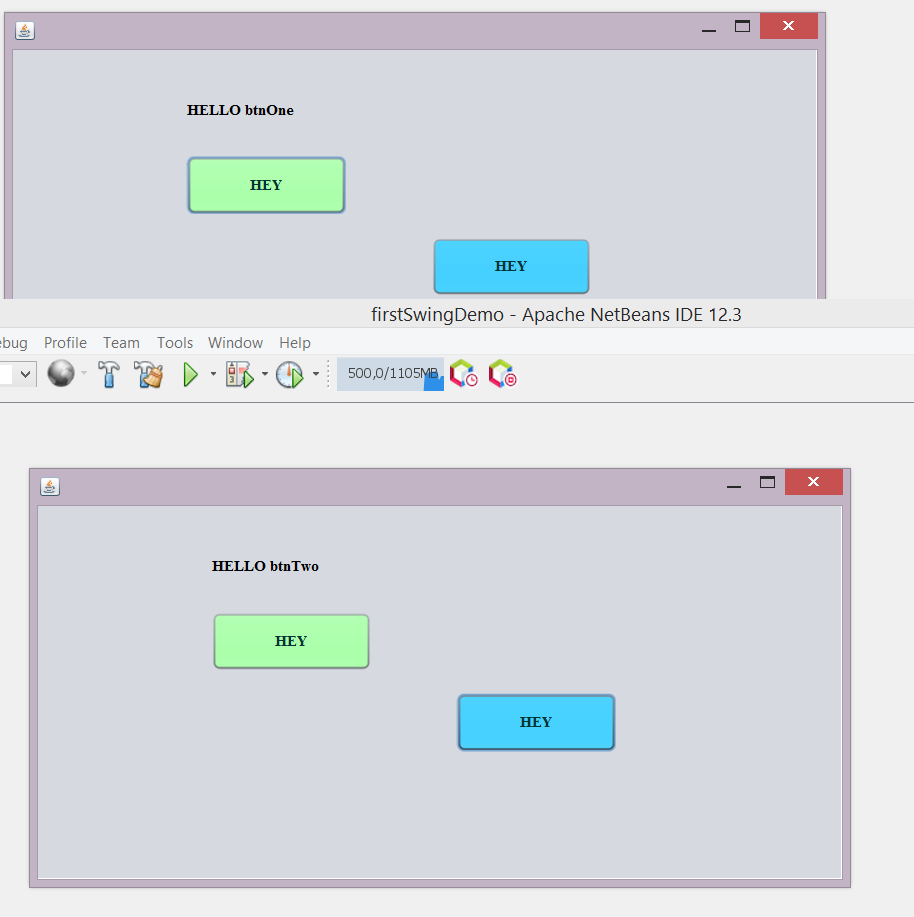 HELLO btnOne
HEY
HEY
firstSwingDemo - Apache NetBeans IDE 12.3
ebug Profile Team Tools Window Help
500,0/1105MB
HELLO btnTwo
HEY
HEY